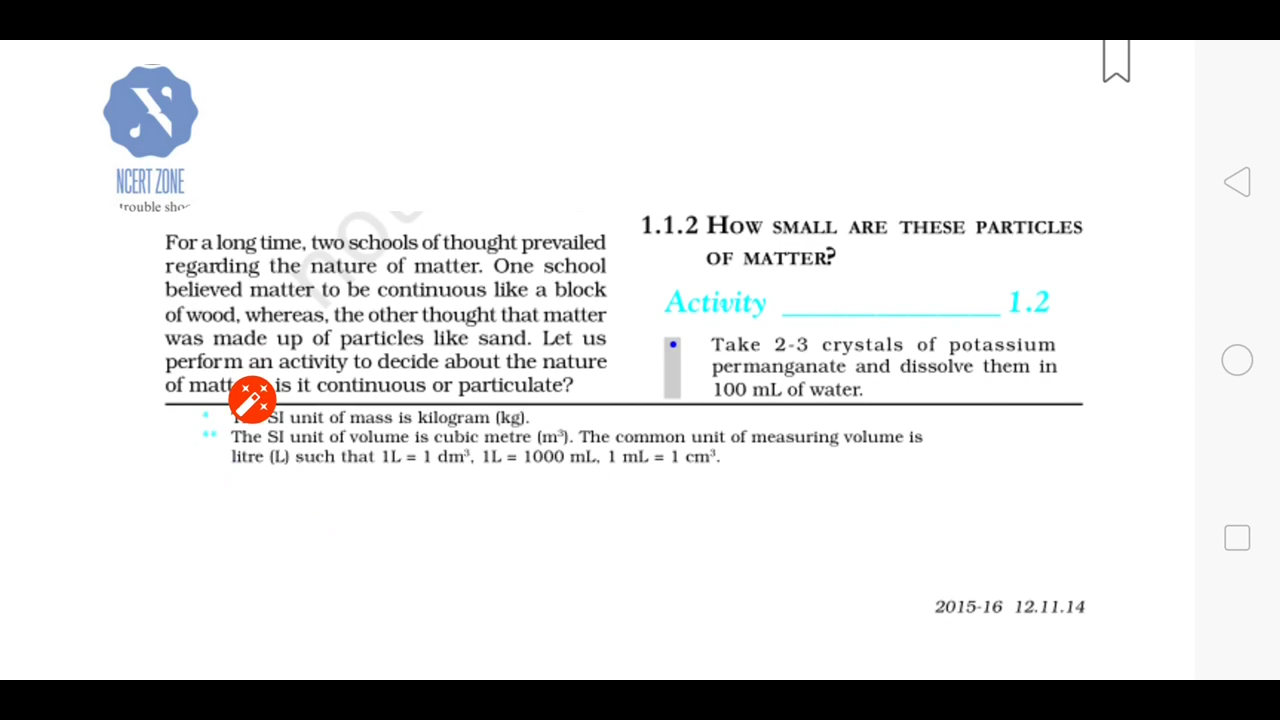 NCERT ZONE
For a long time, two schools of thought prevailed
regarding the nature of matter. One school
believed matter to be continuous like a block
of wood, whereas, the other thought that matter
was made up of particles like sand. Let us
perform an activity to decide about the nature
of is it continuous or particulate?
1.1.2 HOW SMALL ARE THESE PARTICLES
OF MATTER?
Activity ________________ 1.2
• Take 2-3 crystals of potassium
permanganate and dissolve them in
100 mL of water.
* SI unit of mass is kilogram (kg).
** The SI unit of volume is cubic metre (m³). The common unit of measuring volume is
litre (L) such that 1L = 1 dm³, 1L = 1000 mL, 1 mL = 1 cm³.
2015-16 12.11.14